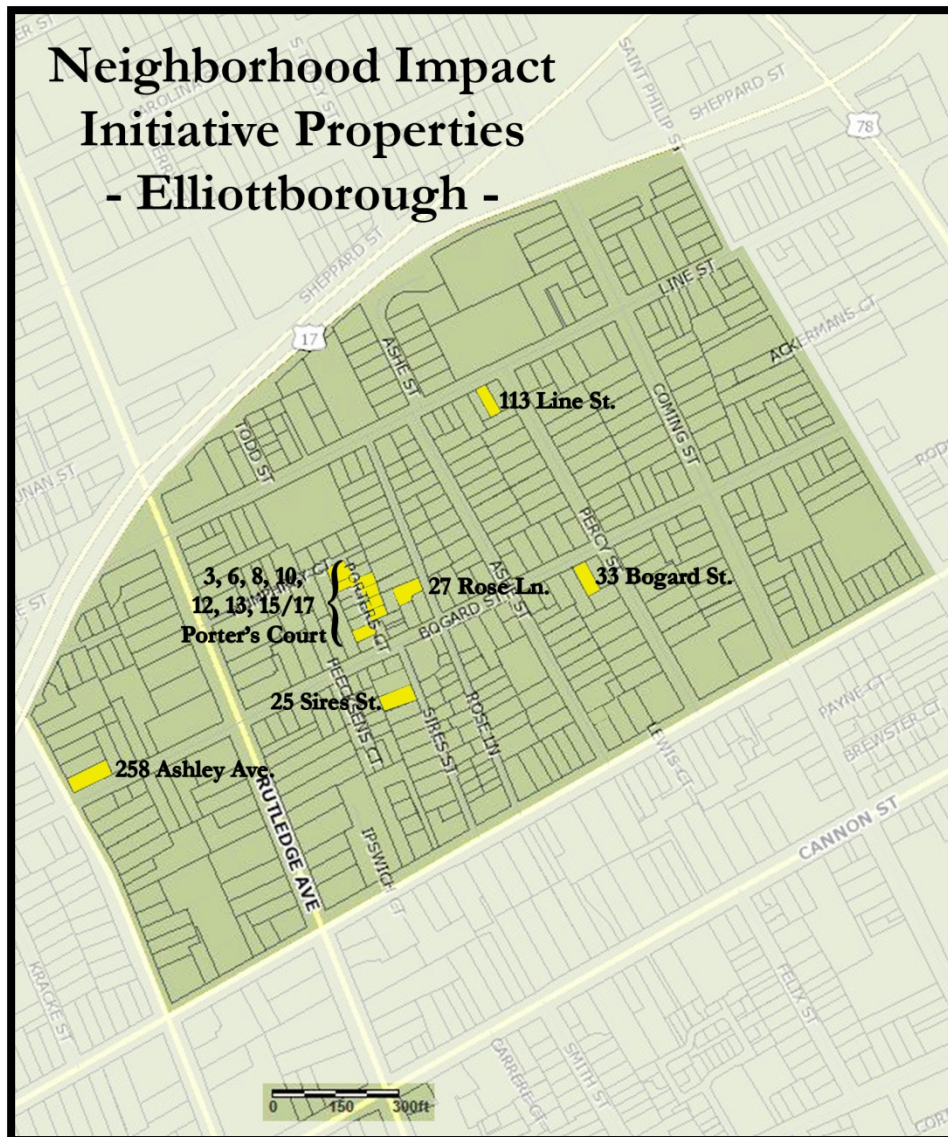 Neighborhood Impact
Initiative Properties
- Elliottborough -
SAINT PHILIP ST
SHEPPARD ST
78
SHEPPARD ST
17
LINE ST
ACKERMANS CT
ASHE ST
113 Line St.
COMING ST
TODD ST
PERCY ST
3, 6, 8, 10,
12, 13, 15/17
Porter's Court
{
PORTERS CT
27 Rose Ln.
33 Bogard St.
BOGARD ST
25 Sires St.
SIRES ST
ROSE LN
LEWIS CT
PAYNE CT
BREWSTER CT
258 Ashley Ave.
RUTLEDGE AVE
IPSWICH CT
CANNON ST
KRACKE ST
FELIX ST
SMITH ST
0 150 300ft